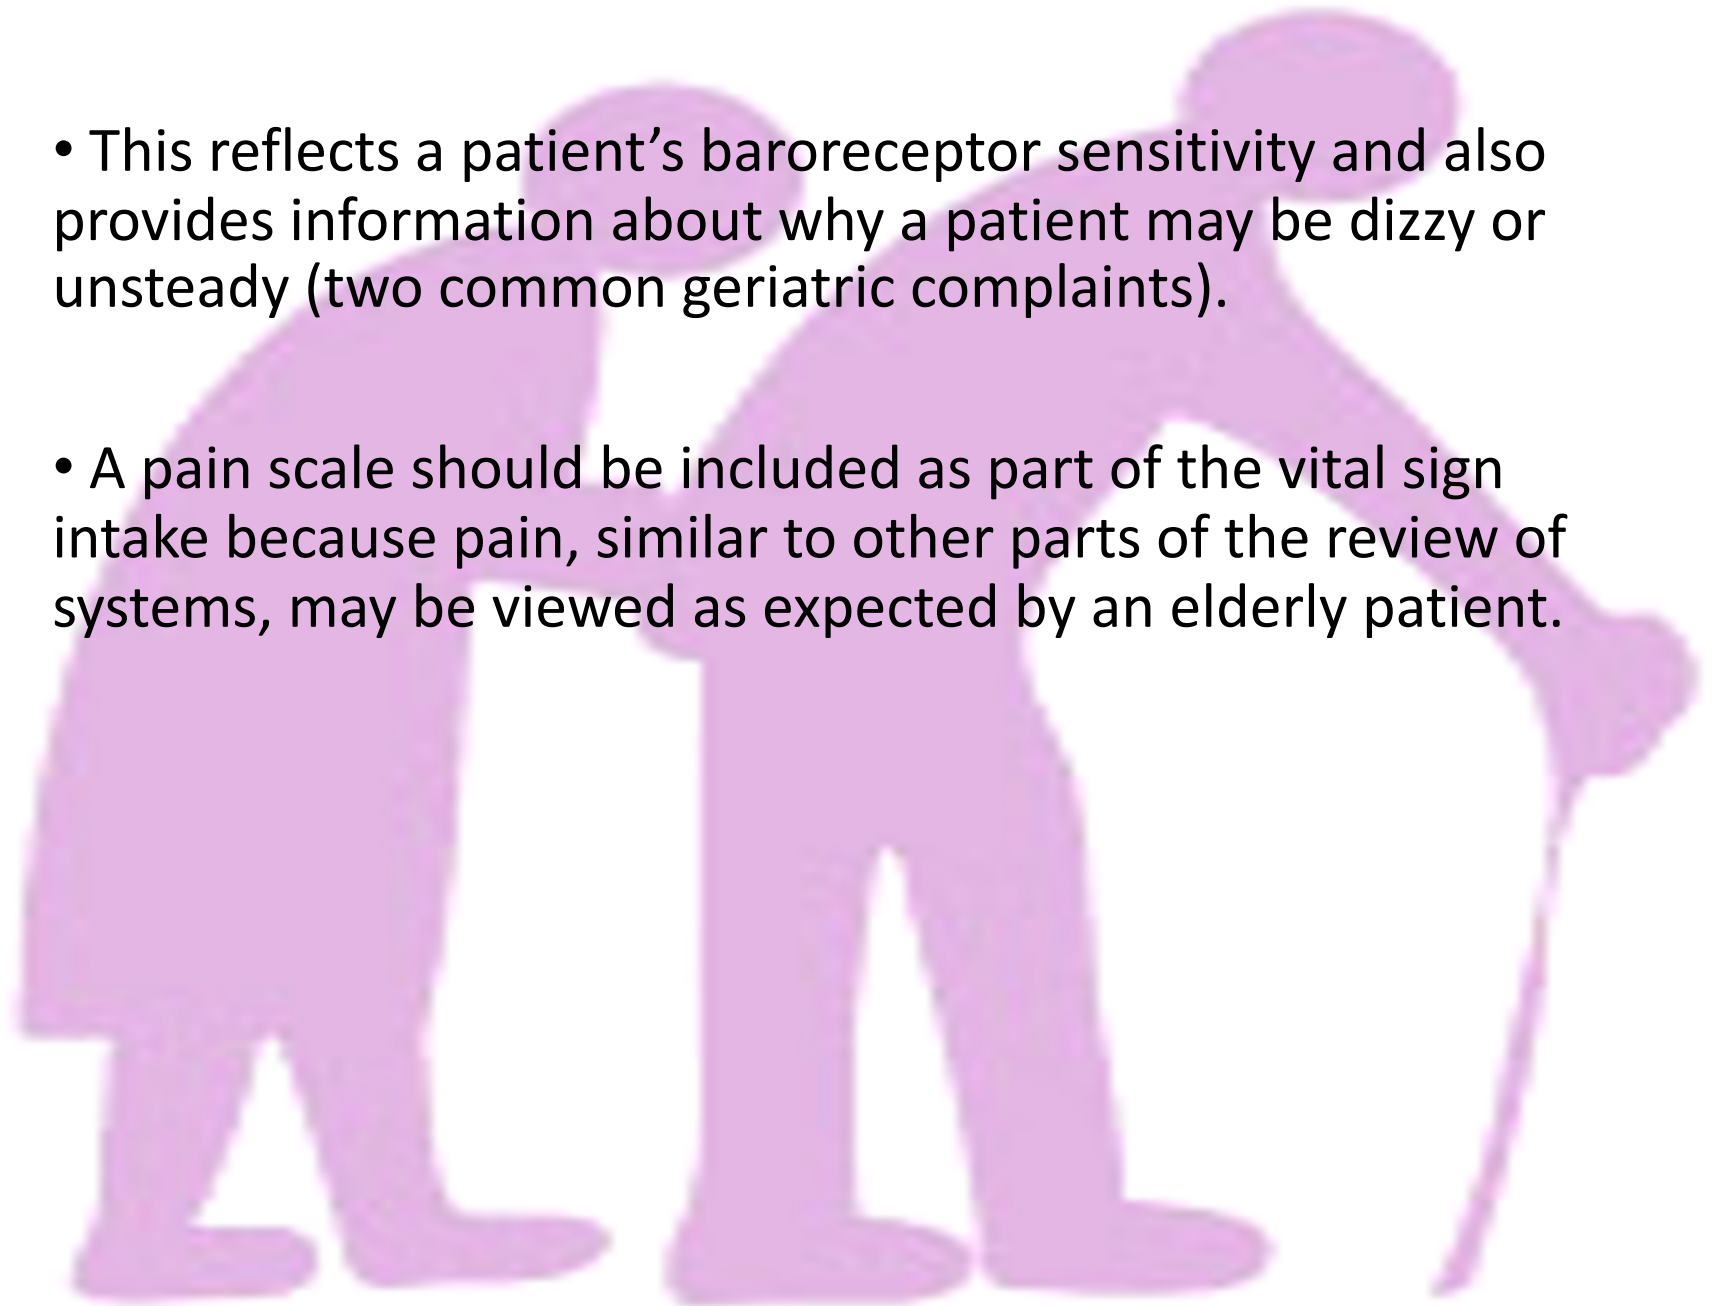 • This reflects a patient’s baroreceptor sensitivity and also
provides information about why a patient may be dizzy or
unsteady (two common geriatric complaints).
• A pain scale should be included as part of the vital sign
intake because pain, similar to other parts of the review of
systems, may be viewed as expected by an elderly patient.